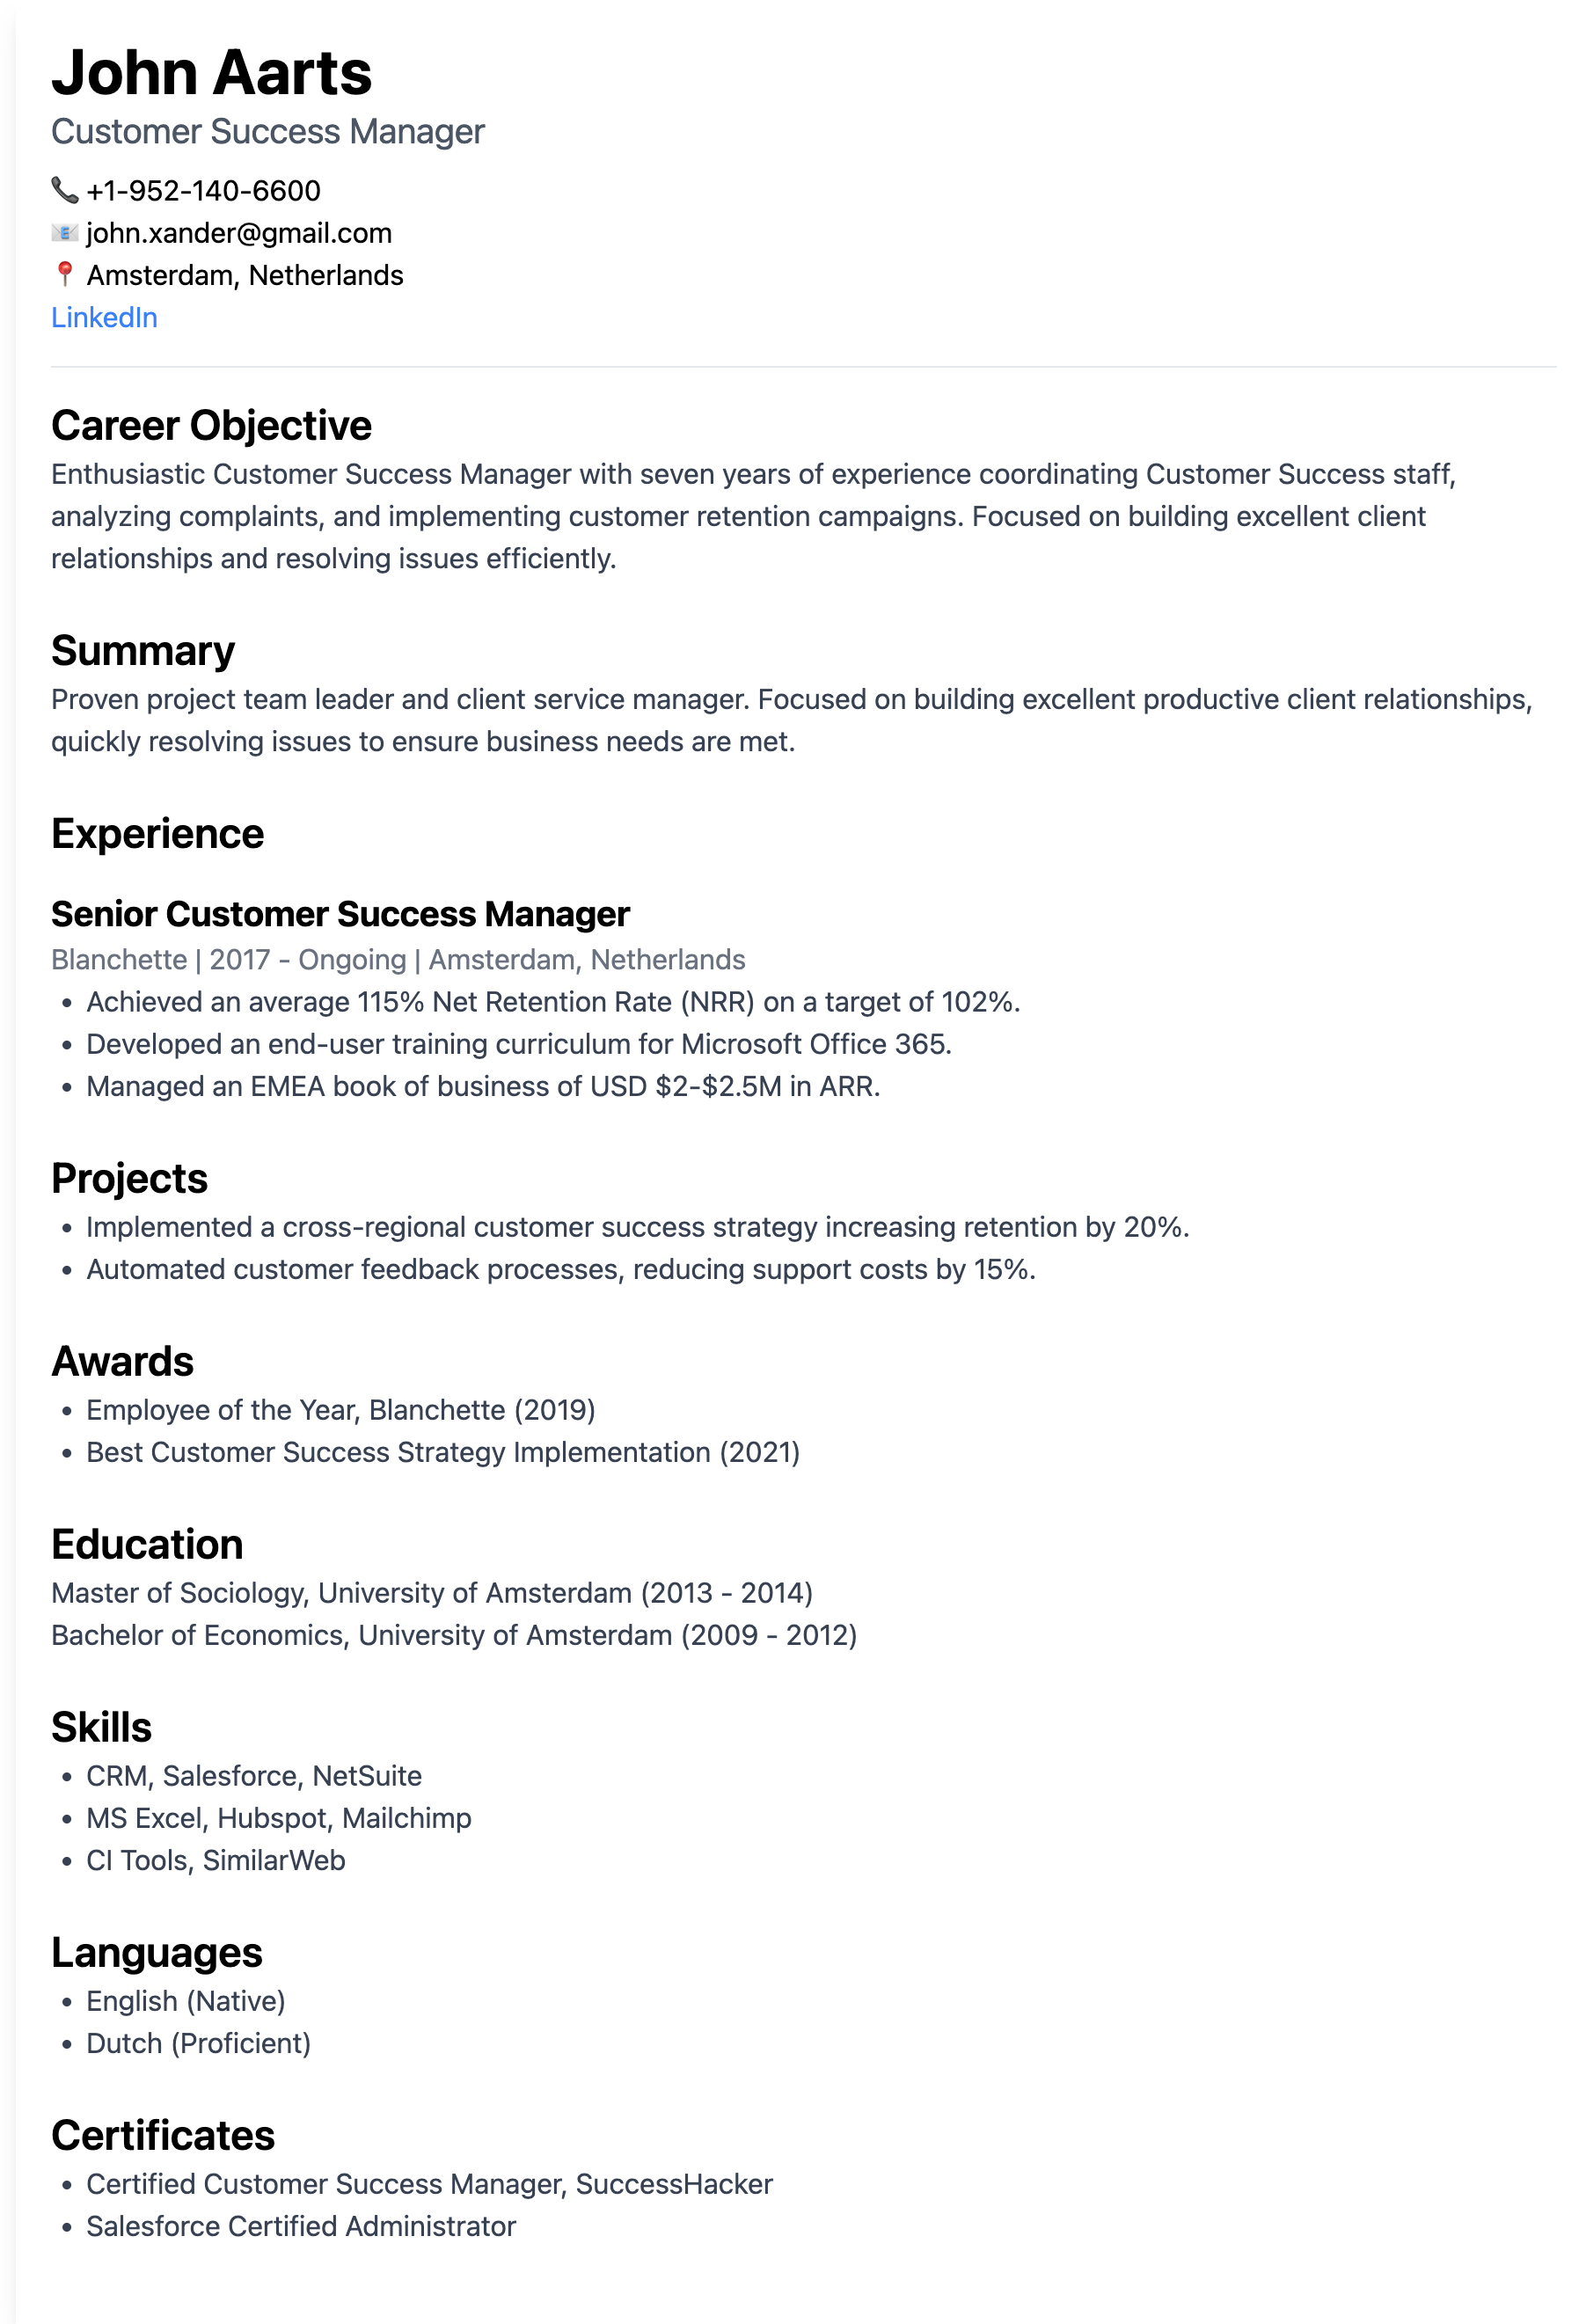 John Aarts
Customer Success Manager
+1-952-140-6600
john.xander@gmail.com
Amsterdam, Netherlands
LinkedIn
Career Objective
Enthusiastic Customer Success Manager with seven years of experience coordinating Customer Success staff,
analyzing complaints, and implementing customer retention campaigns. Focused on building excellent client
relationships and resolving issues efficiently.
Summary
Proven project team leader and client service manager. Focused on building excellent productive client relationships,
quickly resolving issues to ensure business needs are met.
Experience
Senior Customer Success Manager
Blanchette | 2017 - Ongoing | Amsterdam, Netherlands
• Achieved an average 115% Net Retention Rate (NRR) on a target of 102%.
• Developed an end-user training curriculum for Microsoft Office 365.
• Managed an EMEA book of business of USD $2-$2.5M in ARR.
Projects
• Implemented a cross-regional customer success strategy increasing retention by 20%.
• Automated customer feedback processes, reducing support costs by 15%.
Awards
• Employee of the Year, Blanchette (2019)
• Best Customer Success Strategy Implementation (2021)
Education
Master of Sociology, University of Amsterdam (2013 - 2014)
Bachelor of Economics, University of Amsterdam (2009 - 2012)
Skills
• CRM, Salesforce, NetSuite
• MS Excel, Hubspot, Mailchimp
• CI Tools, SimilarWeb
Languages
• English (Native)
• Dutch (Proficient)
Certificates
• Certified Customer Success Manager, SuccessHacker
• Salesforce Certified Administrator